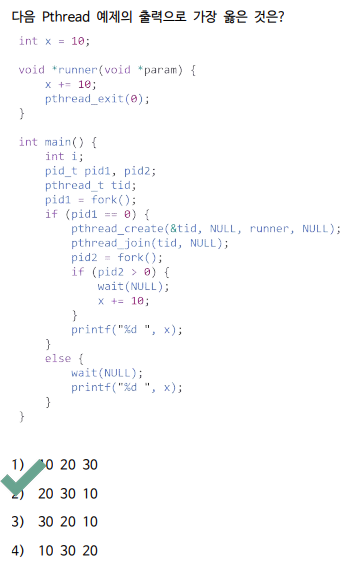 다음 Pthread 예제의 출력으로 가장 옳은 것은?
int x = 10;
void *runner(void *param) {
x += 10;
pthread_exit(0);
}
int main() {
int i;
pid_t pid1, pid2;
pthread_t tid;
pid1 = fork();
if (pid1 == 0) {
pthread_create(&tid, NULL, runner, NULL);
pthread_join(tid, NULL);
pid2 = fork();
if (pid2 > 0) {
wait(NULL);
x += 10;
}
printf("%d ", x);
}
else {
wait(NULL);
printf("%d ", x);
}
}
1) 10 20 30
2) 20 30 10
3) 30 20 10
4) 10 30 20